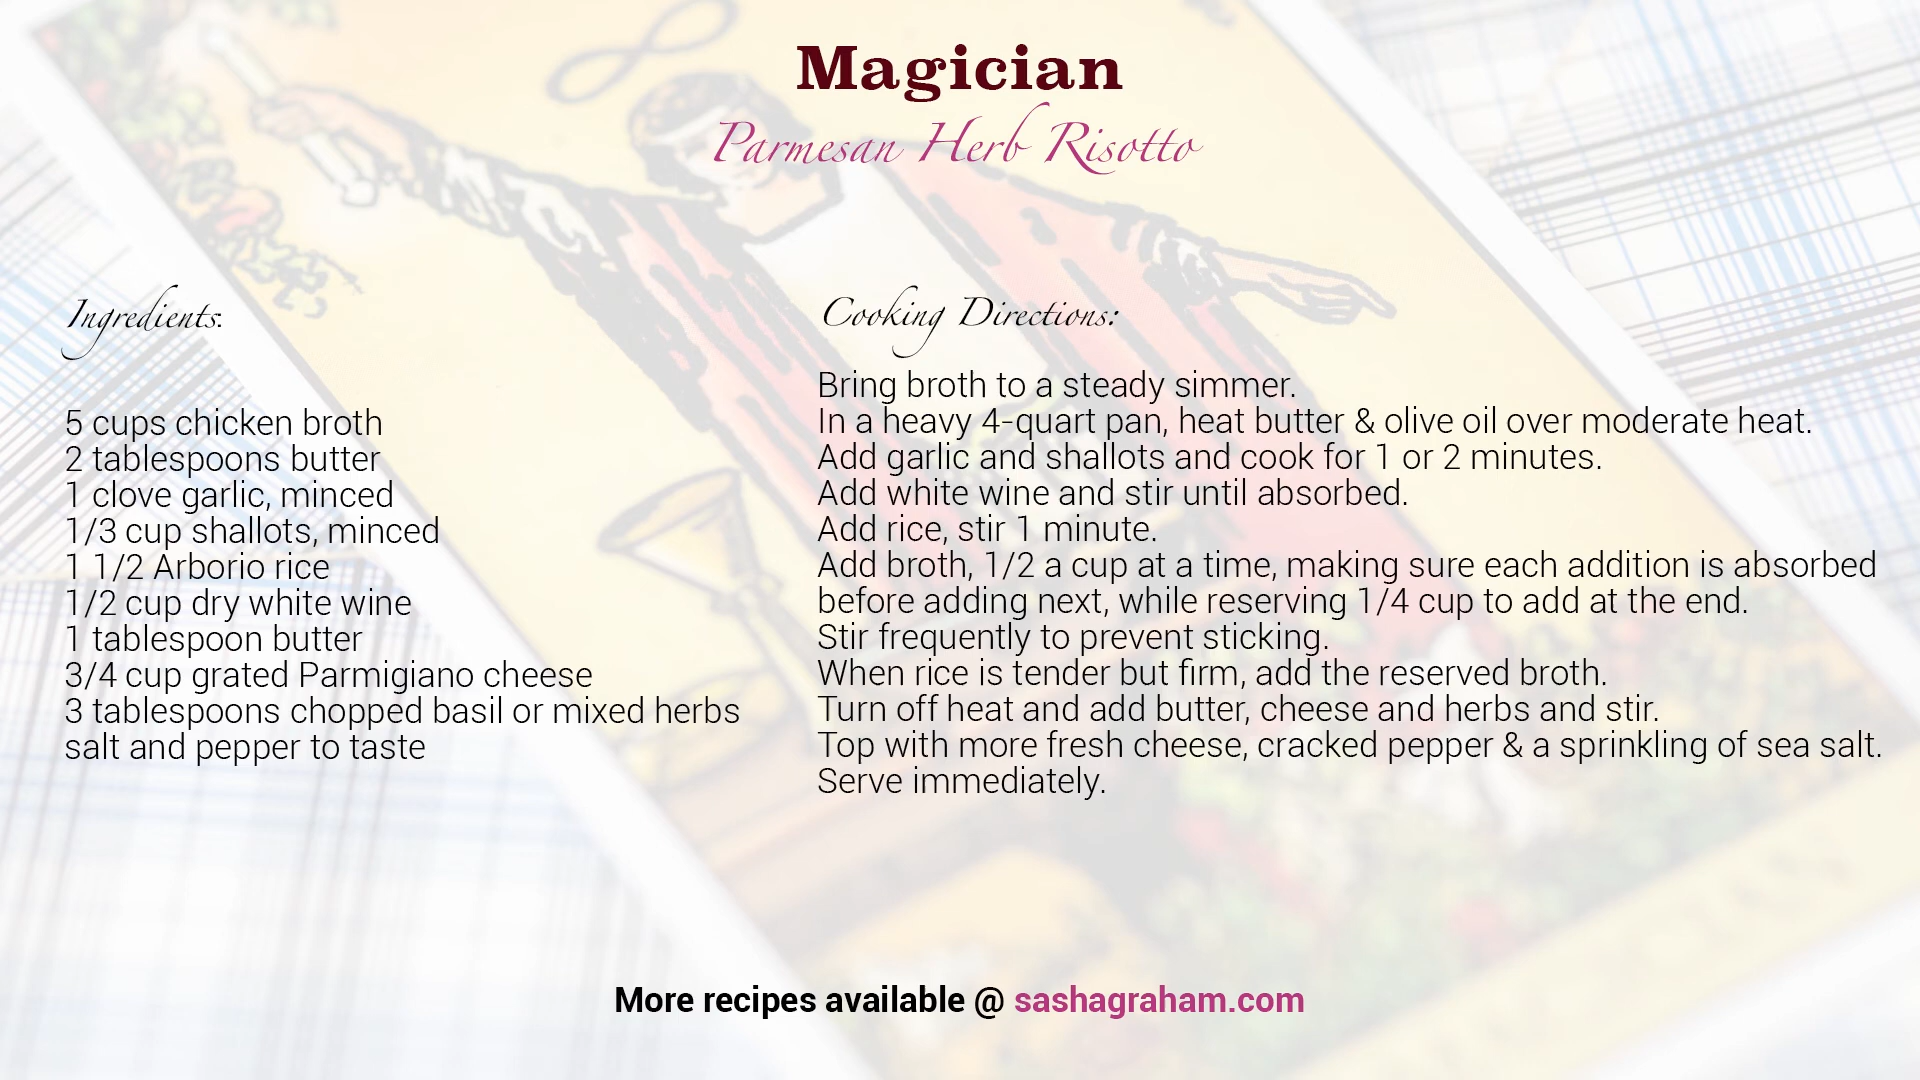 Magician
Parmesan Herb Risotto
Ingredients:
5 cups chicken broth
2 tablespoons butter
1 clove garlic, minced
1/3 cup shallots, minced
1 1/2 Arborio rice
1/2 cup dry white wine
1 tablespoon butter
3/4 cup grated Parmigiano cheese
3 tablespoons chopped basil or mixed herbs
salt and pepper to taste
Cooking Directions:
Bring broth to a steady simmer.
In a heavy 4-quart pan, heat butter & olive oil over moderate heat.
Add garlic and shallots and cook for 1 or 2 minutes.
Add white wine and stir until absorbed.
Add rice, stir 1 minute.
Add broth, 1/2 a cup at a time, making sure each addition is absorbed
before adding next, while reserving 1/4 cup to add at the end.
Stir frequently to prevent sticking.
When rice is tender but firm, add the reserved broth.
Turn off heat and add butter, cheese and herbs and stir.
Top with more fresh cheese, cracked pepper & a sprinkling of sea salt.
Serve immediately.
More recipes available @ sashagraham.com